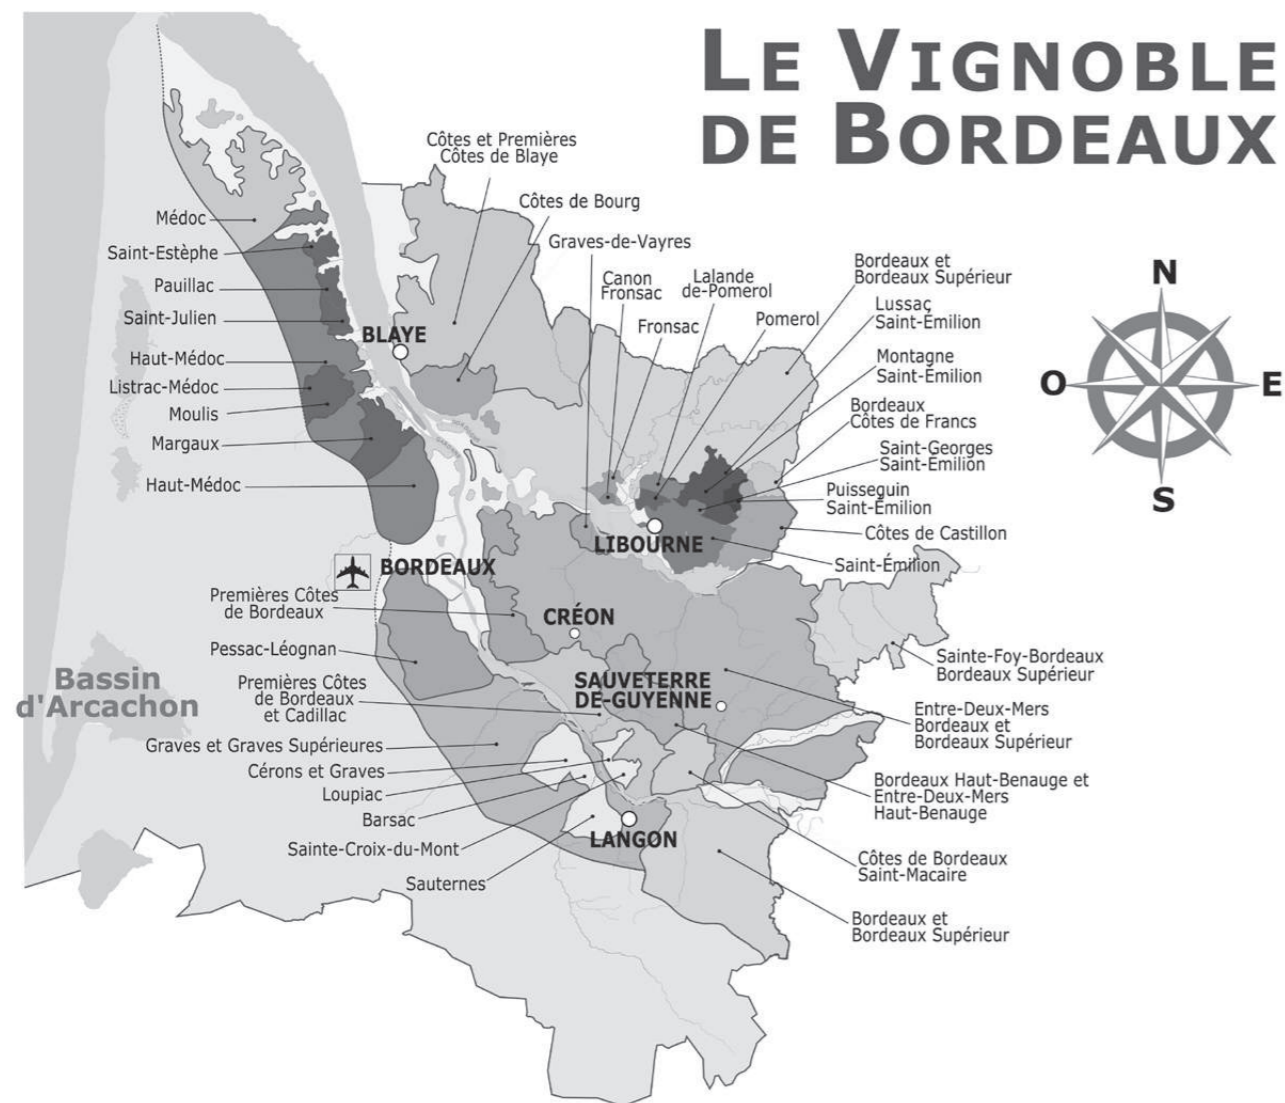 LE VIGNOBLE
DE BORDEAUX
Côtes et Premières
Côtes de Blaye
Côtes de Bourg
Graves-de-Vayres
Canon
Fronsac
Fronsac
Lalande
de-Pomerol
Pomerol
Bordeaux et
Bordeaux Supérieur
Lussaç
Saint-Émilion
Montagne
Saint-Émilion
Bordeaux
Côtes de Francs
Saint-Georges
Saint-Émilion
Puisseguin
Saint-Émilion
Côtes de Castillon
Saint-Émilion
N
O
E
S
Médoc
Saint-Estèphe
Pauillac
Saint-Julien
Haut-Médoc
Listrac-Médoc
Moulis
Margaux
Haut-Médoc
BLAYE
LIBOURNE
BORDEAUX
CRÉON
SAUVETERRE
DE-GUYENNE
LANGON
Premières Côtes
de Bordeaux
Pessac-Léognan
Bassin
d'Arcachon
Premières Côtes
de Bordeaux
et Cadillac
Graves et Graves Supérieures
Cérons et Graves
Loupiac
Barsac
Sainte-Croix-du-Mont
Sauternes
Sainte-Foy-Bordeaux
Bordeaux Supérieur
Entre-Deux-Mers
Bordeaux et
Bordeaux Supérieur
Bordeaux Haut-Benauge et
Entre-Deux-Mers
Haut-Benauge
Côtes de Bordeaux
Saint-Macaire
Bordeaux et
Bordeaux Supérieur